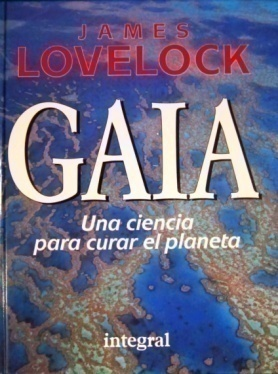 JAMES
LOVELOCK
GAIA
Una ciencia
para curar el planeta
integral